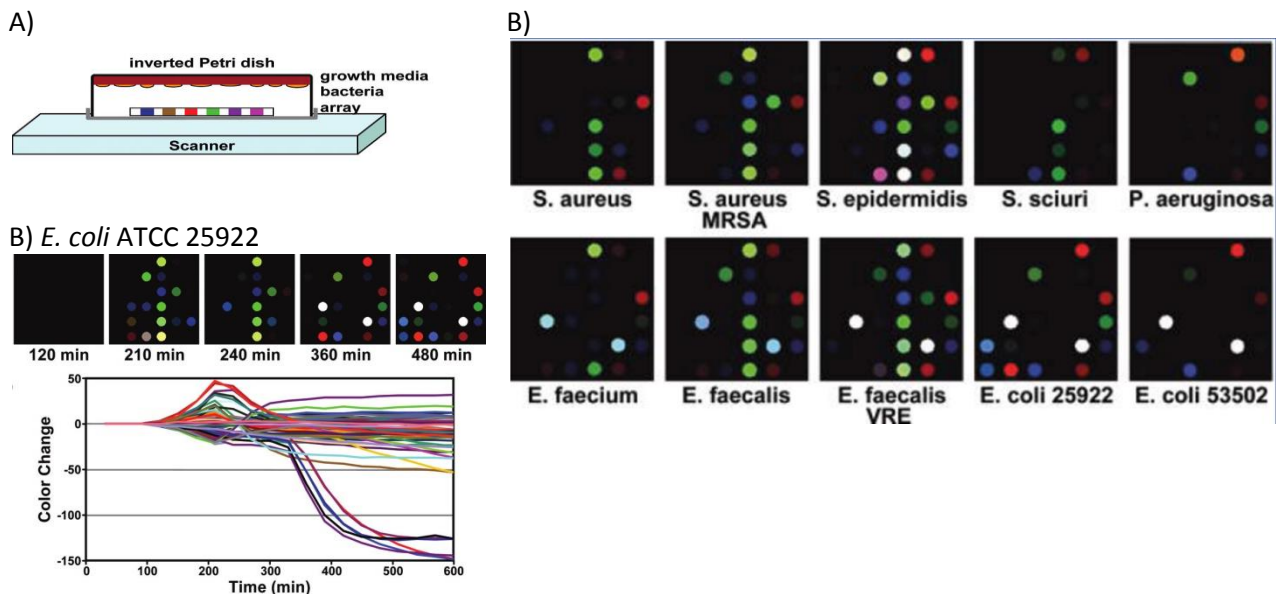 A)
inverted Petri dish
growth media
bacteria
array
Scanner
B) E. coli ATCC 25922
120 min 210 min 240 min 360 min 480 min
50
0
-50
-100
-150
Color Change
0 100 200 300 400 500 600
Time (min)
B)
S. aureus S. aureus MRSA S. epidermidis S. sciuri P. aeruginosa
E. faecium E. faecalis E. faecalis VRE E. coli 25922 E. coli 53502